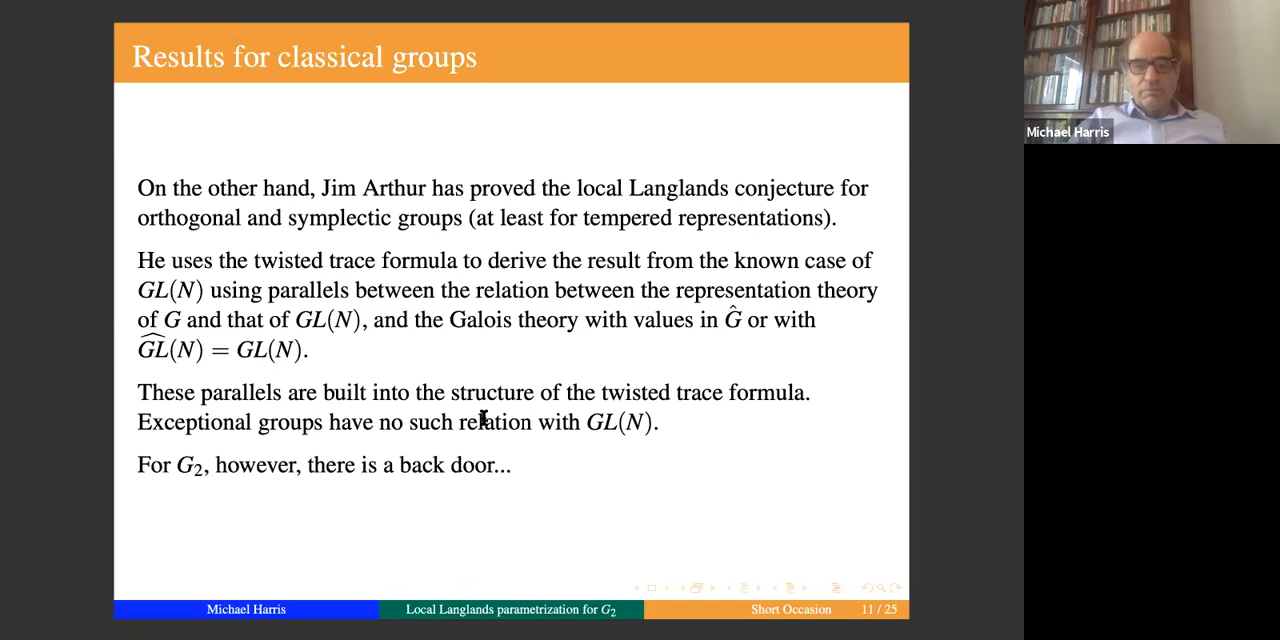 Results for classical groups
Michael Harris
On the other hand, Jim Arthur has proved the local Langlands conjecture for
orthogonal and symplectic groups (at least for tempered representations).
He uses the twisted trace formula to derive the result from the known case of
GL(N) using parallels between the relation between the representation theory
of G and that of GL(N), and the Galois theory with values in Ĝ or with
\widehat{GL}(N) = GL(N).
These parallels are built into the structure of the twisted trace formula.
Exceptional groups have no such relation with GL(N).
For G₂, however, there is a back door...
Michael Harris
Local Langlands parametrization for G₂
Short Occasion
11 / 25